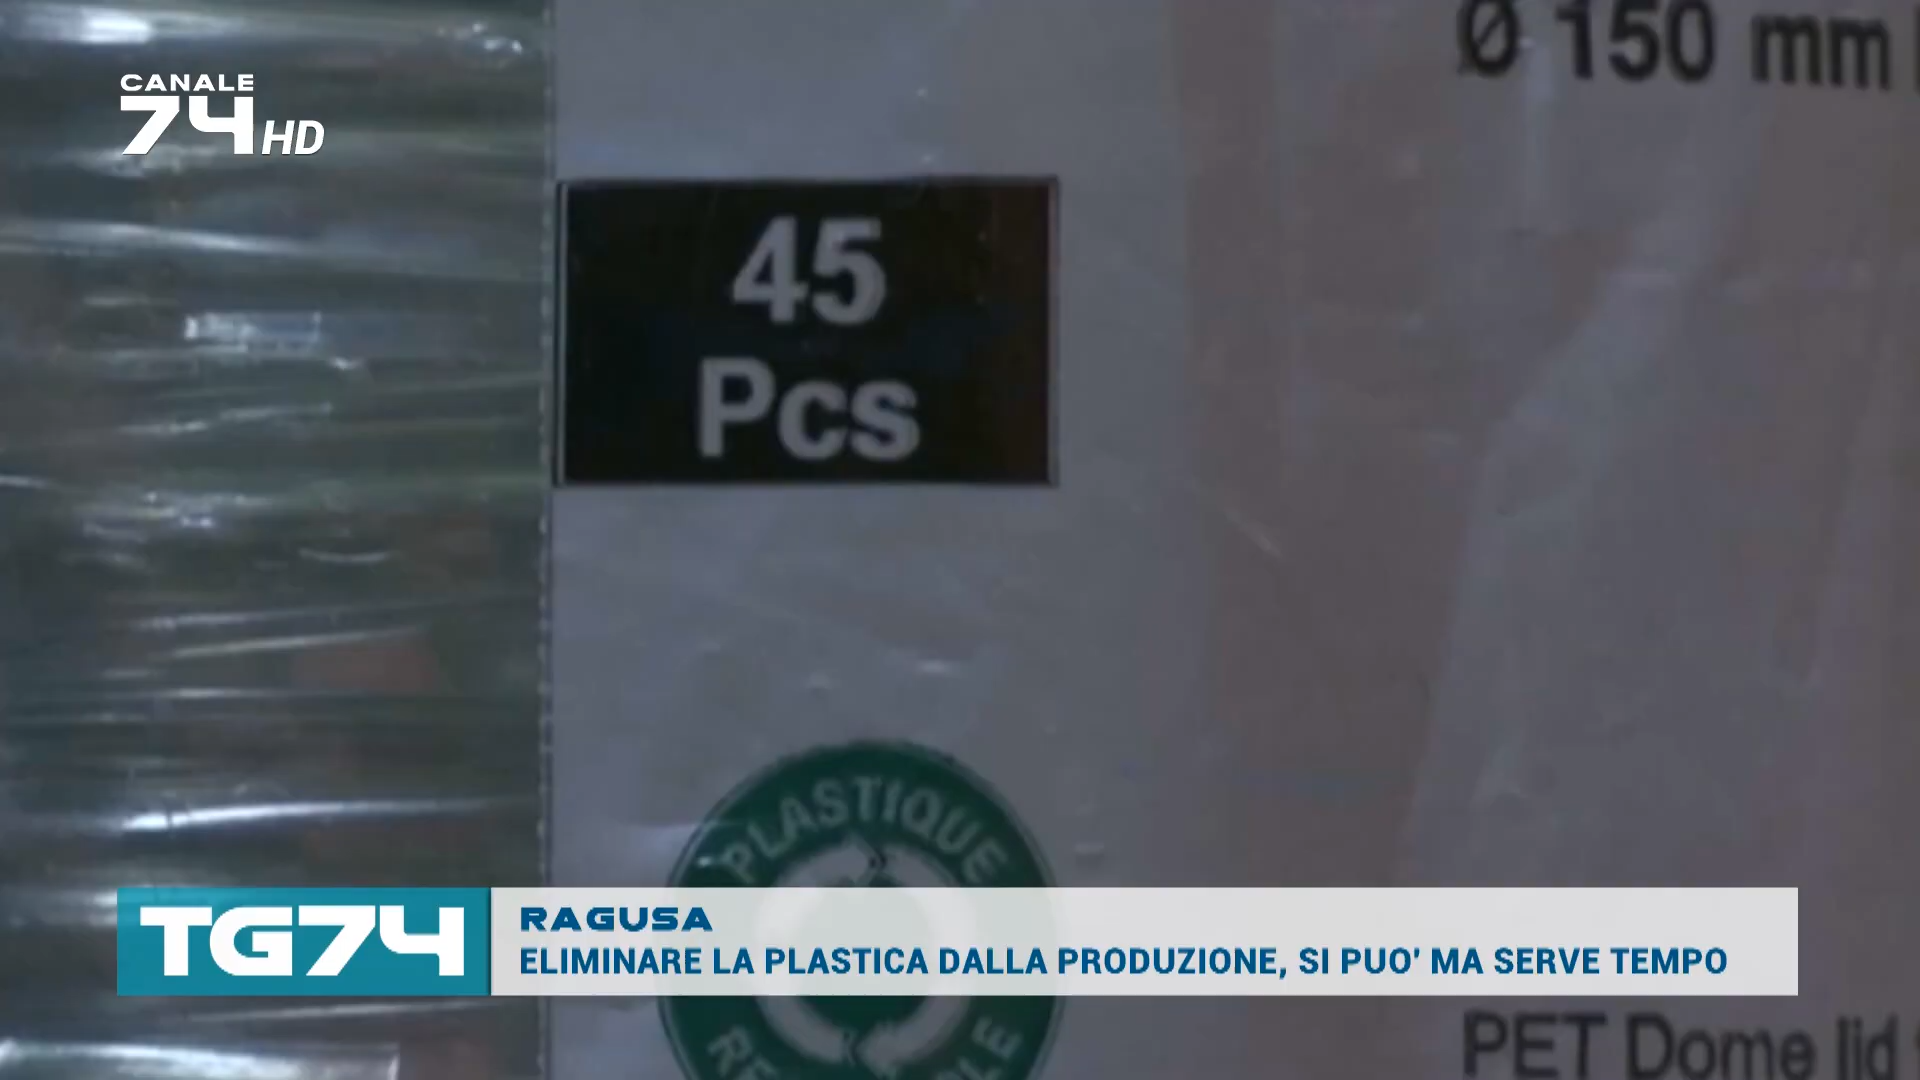 CANALE
74 HD
Ø 150 mm
45
Pcs
PLASTIQUE
TG74
RAGUSA
ELIMINARE LA PLASTICA DALLA PRODUZIONE, SI PUO' MA SERVE TEMPO
PET Dome lid